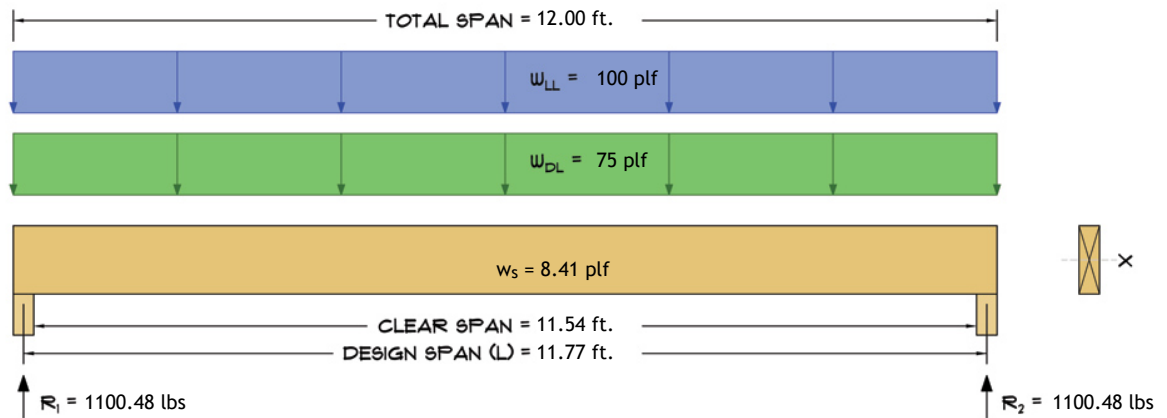 TOTAL SPAN = 12.00 ft.
WLL = 100 plf
WDL = 75 plf
ws = 8.41 plf
X
CLEAR SPAN = 11.54 ft.
DESIGN SPAN (L) = 11.77 ft.
R1 = 1100.48 lbs
R2 = 1100.48 lbs